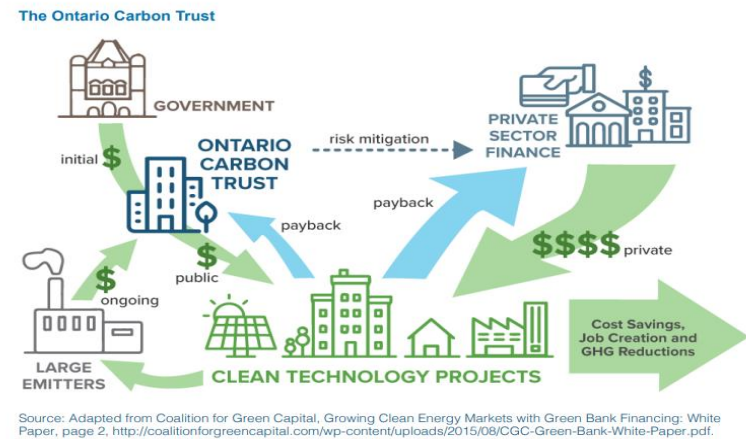 The Ontario Carbon Trust
GOVERNMENT
initial $
ONTARIO
CARBON
TRUST
risk mitigation
$
PRIVATE
SECTOR
FINANCE
payback
payback
$
public
$$$$ private
$
ongoing
LARGE
EMITTERS
CLEAN TECHNOLOGY PROJECTS
Cost Savings,
Job Creation and
GHG Reductions
Source: Adapted from Coalition for Green Capital, Growing Clean Energy Markets with Green Bank Financing: White
Paper, page 2, http://coalitionforgreencapital.com/wp-content/uploads/2015/08/CGC-Green-Bank-White-Paper.pdf.